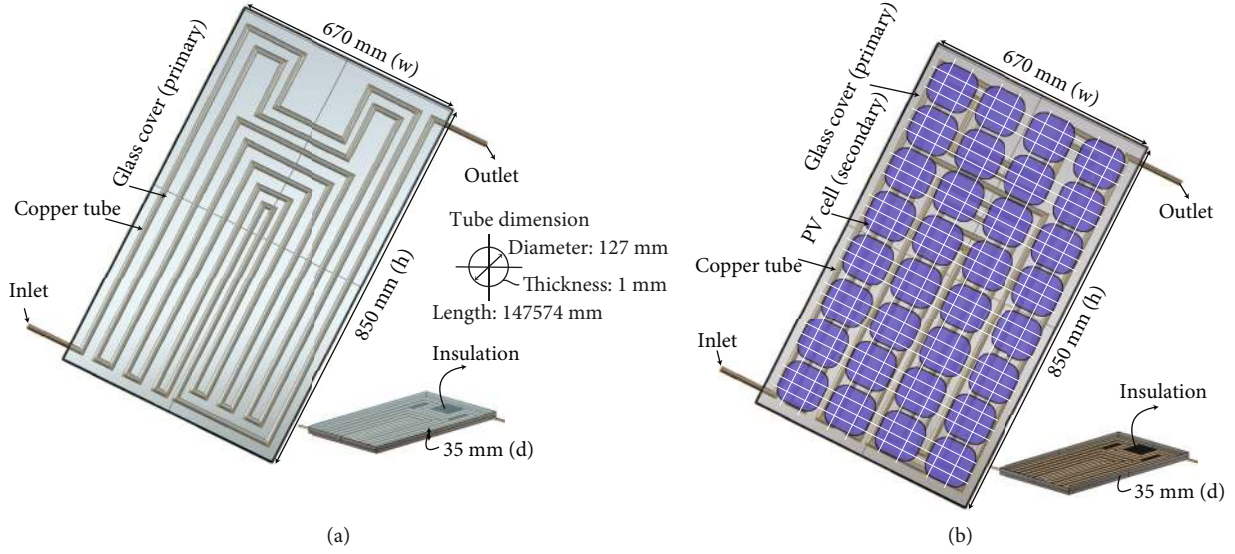 670 mm (w)
Glass cover (primary)
Copper tube
Inlet
Outlet
Tube dimension
Diameter: 127 mm
Thickness: 1 mm
Length: 147574 mm
850 mm (h)
Insulation
35 mm (d)
(a)
670 mm (w)
Glass cover (primary)
PV cell (secondary)
Copper tube
Inlet
Outlet
850 mm (h)
Insulation
35 mm (d)
(b)